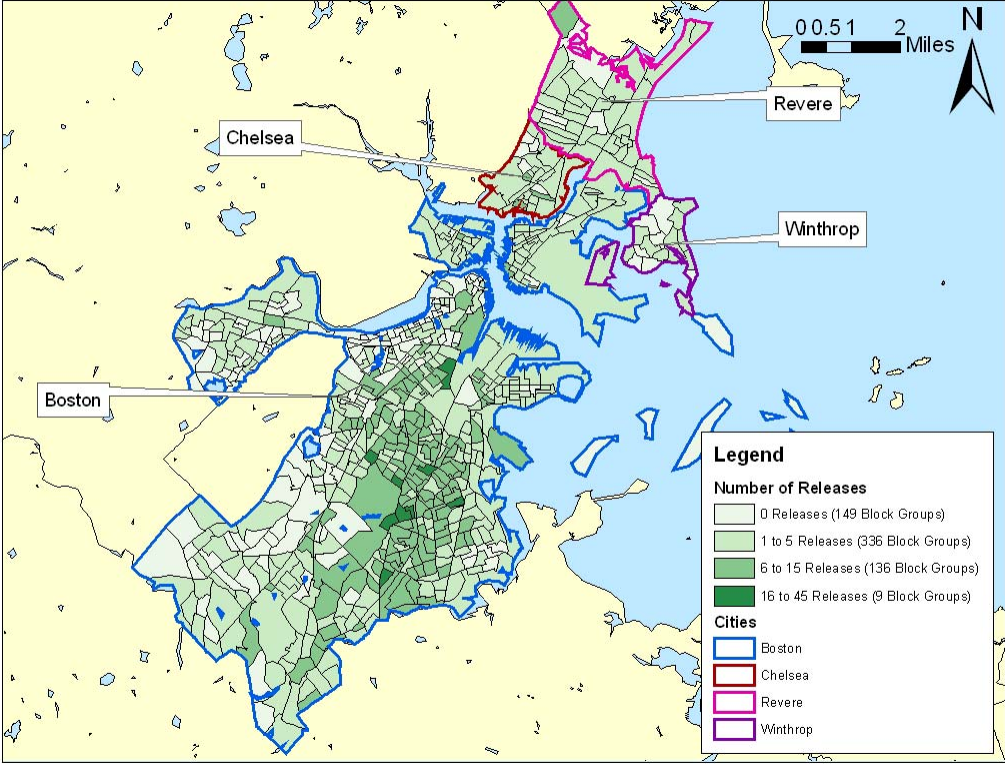 N
0 0.5 1 2
Miles
Revere
Chelsea
Winthrop
Boston
Legend
Number of Releases
0 Releases (149 Block Groups)
1 to 5 Releases (336 Block Groups)
6 to 15 Releases (136 Block Groups)
16 to 45 Releases (9 Block Groups)
Cities
Boston
Chelsea
Revere
Winthrop